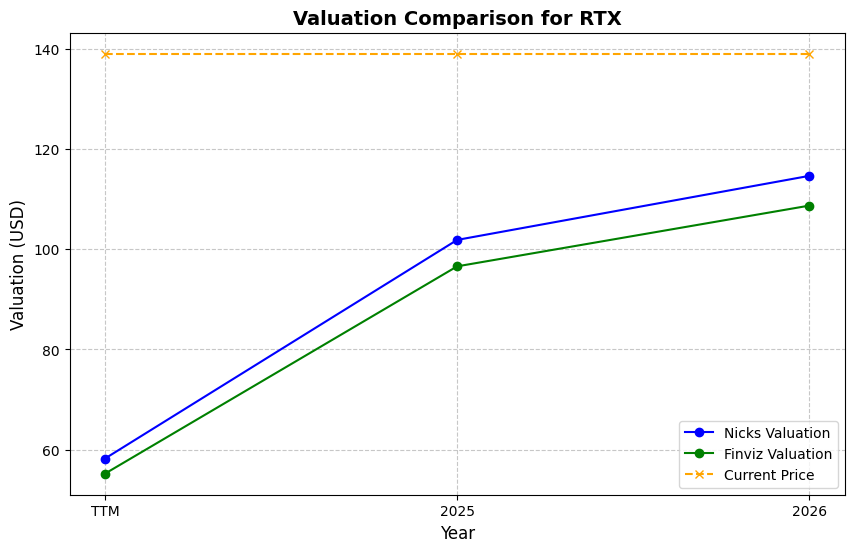 Valuation Comparison for RTX
140
120
100
80
60
Valuation (USD)
TTM
2025
2026
Year
Nicks Valuation
Finviz Valuation
Current Price